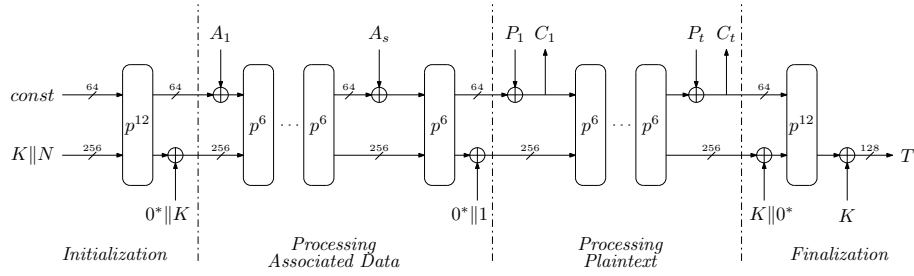 A_1 A_s P_1 C_1 P_t C_t
const 64 64 64 64 64
p^12 p^6 ... p^6 p^6 p^6 ... p^6 p^12
K‖N 256 256 256 256 256 128 T
0*‖K 0*‖1 K‖0* K
Initialization Processing Associated Data Processing Plaintext Finalization